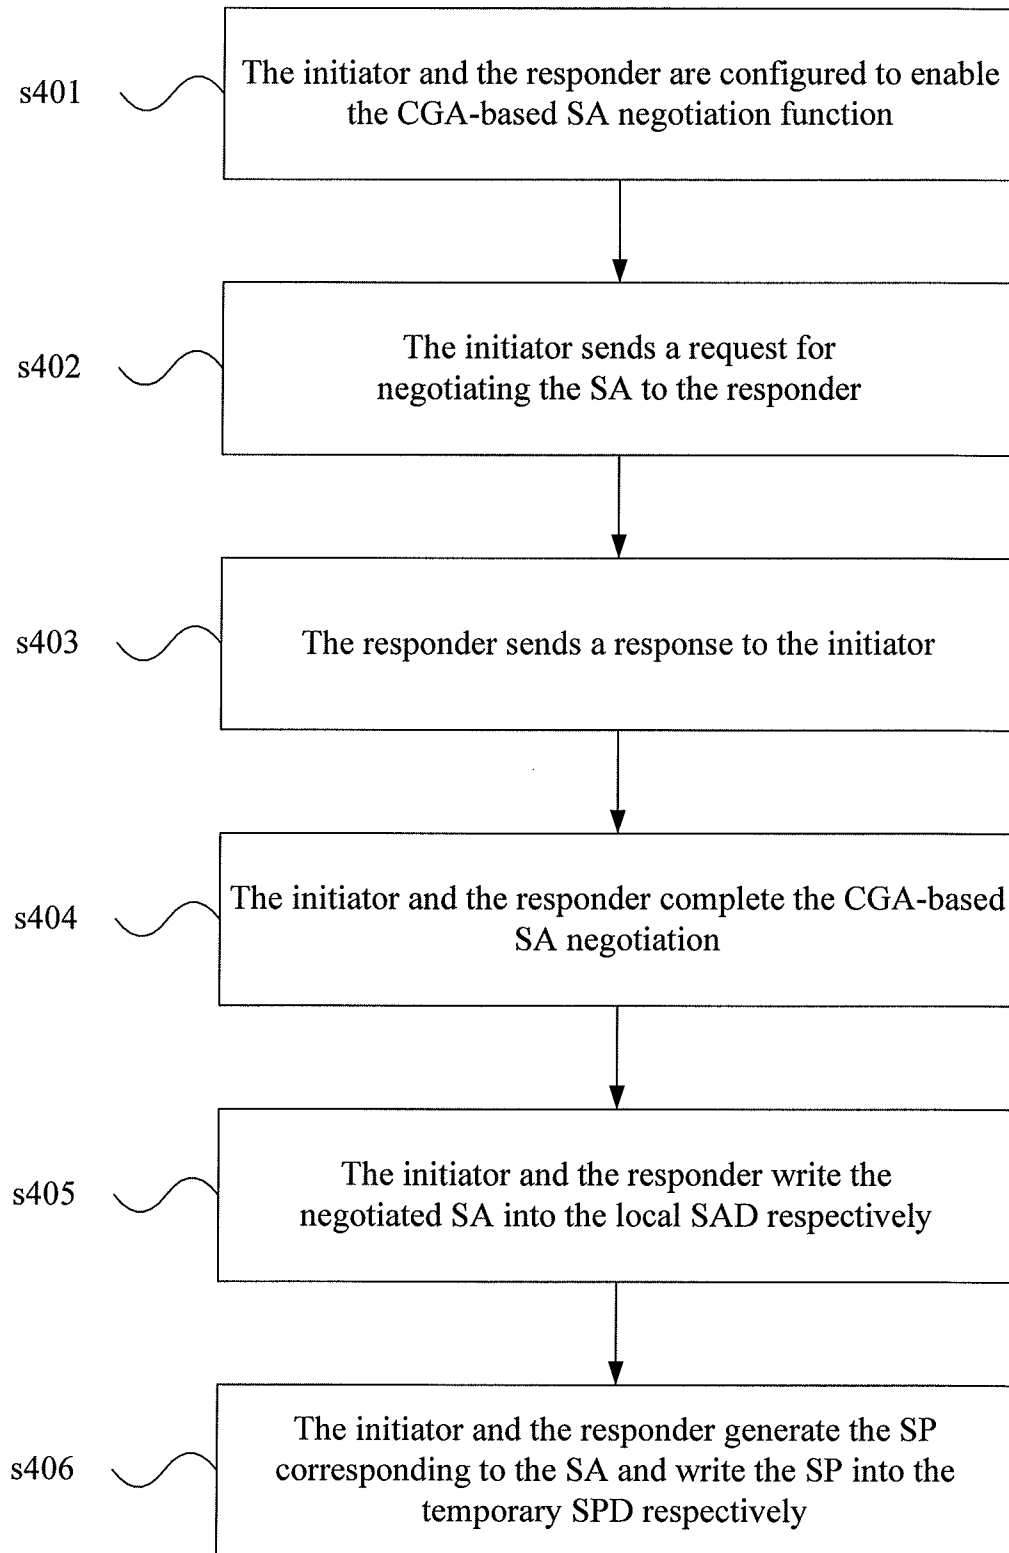 s401
The initiator and the responder are configured to enable
the CGA-based SA negotiation function
s402
The initiator sends a request for
negotiating the SA to the responder
s403
The responder sends a response to the initiator
s404
The initiator and the responder complete the CGA-based
SA negotiation
s405
The initiator and the responder write the
negotiated SA into the local SAD respectively
s406
The initiator and the responder generate the SP
corresponding to the SA and write the SP into the
temporary SPD respectively